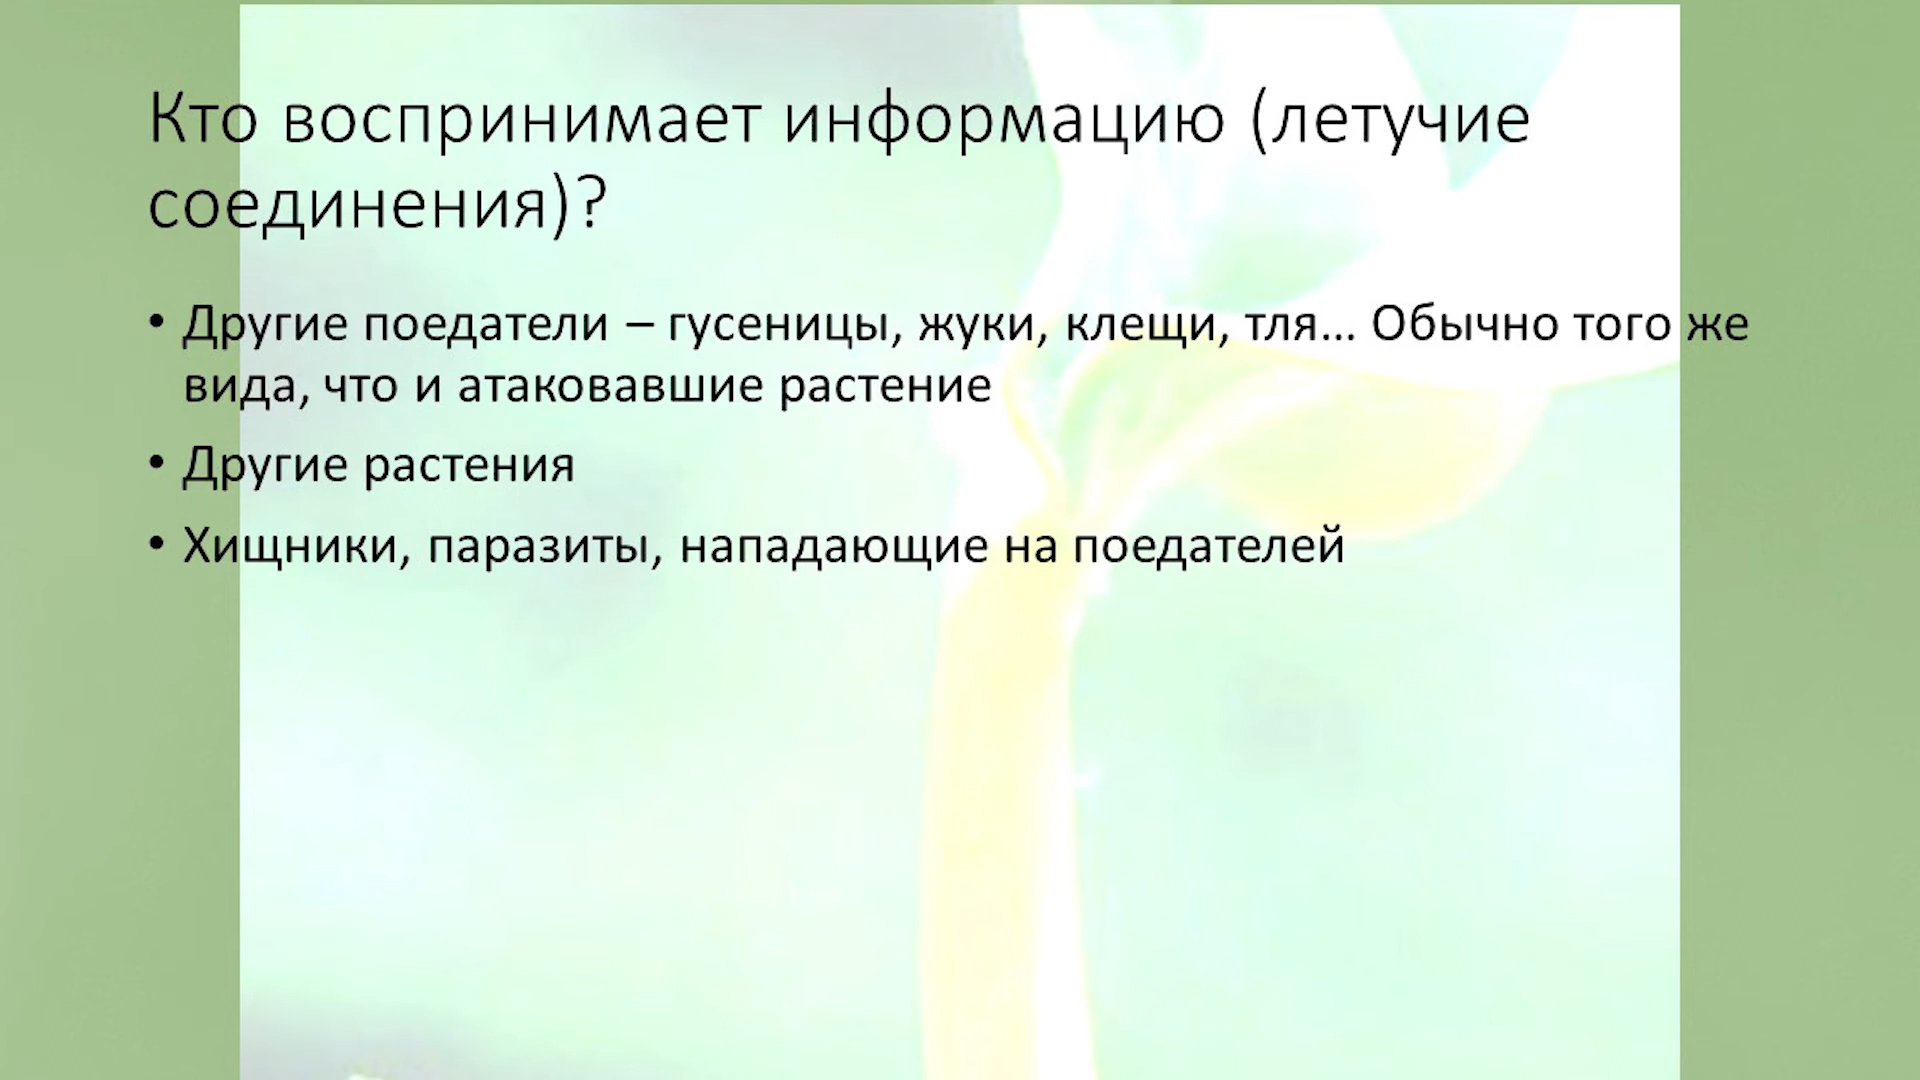 Кто воспринимает информацию (летучие
соединения)?
• Другие поедатели – гусеницы, жуки, клещи, тля... Обычно того же
вида, что и атаковавшие растение
• Другие растения
• Хищники, паразиты, нападающие на поедателей